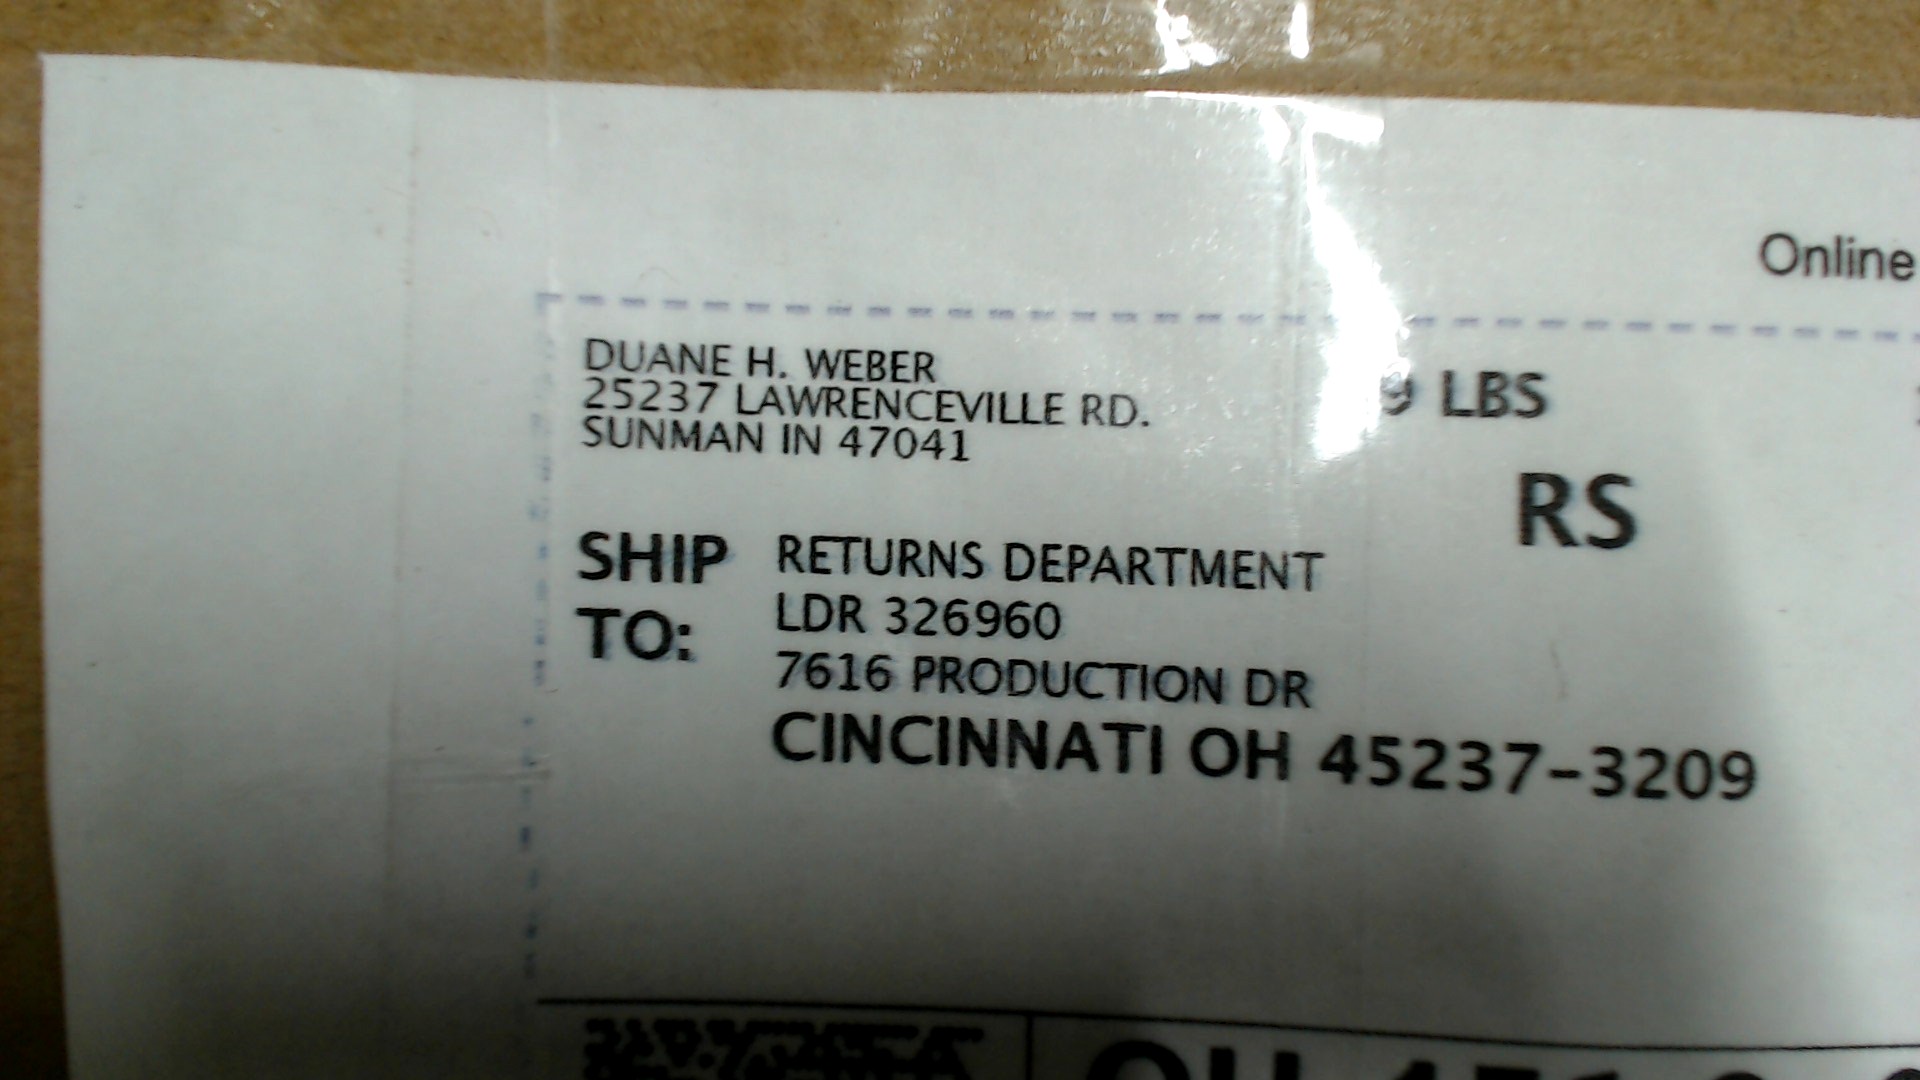 Online
DUANE H. WEBER
25237 LAWRENCEVILLE RD.
SUNMAN IN 47041
9 LBS
RS
SHIP TO:
RETURNS DEPARTMENT
LDR 326960
7616 PRODUCTION DR
CINCINNATI OH 45237-3209